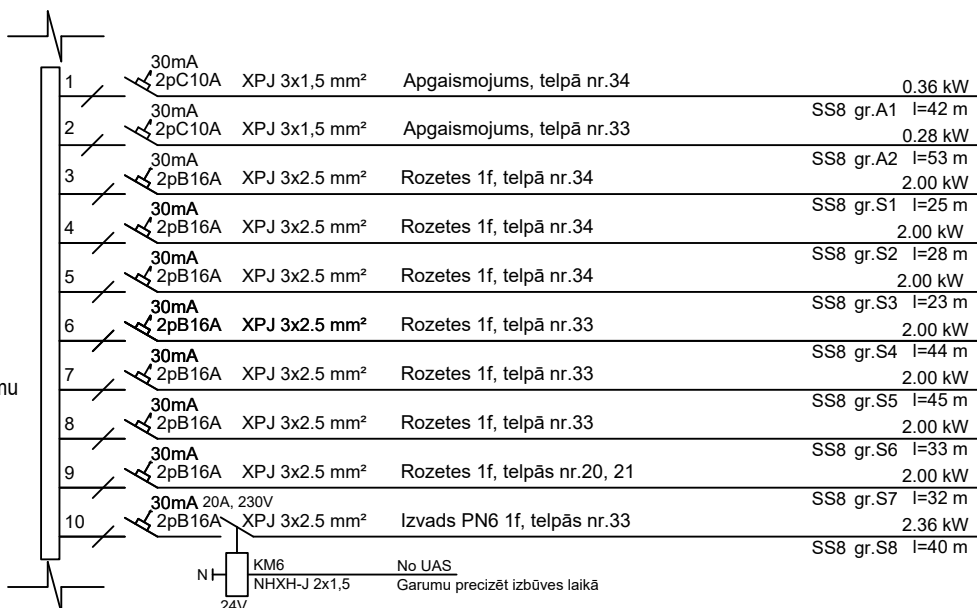 30mA
1 2pC10A XPJ 3x1,5 mm² Apgaismojums, telpā nr.34 0.36 kW
SS8 gr.A1 l=42 m
30mA
2 2pC10A XPJ 3x1,5 mm² Apgaismojums, telpā nr.33 0.28 kW
SS8 gr.A2 l=53 m
30mA
3 2pB16A XPJ 3x2.5 mm² Rozetes 1f, telpā nr.34 2.00 kW
SS8 gr.S1 l=25 m
30mA
4 2pB16A XPJ 3x2.5 mm² Rozetes 1f, telpā nr.34 2.00 kW
SS8 gr.S2 l=28 m
30mA
5 2pB16A XPJ 3x2.5 mm² Rozetes 1f, telpā nr.34 2.00 kW
SS8 gr.S3 l=23 m
30mA
6 2pB16A XPJ 3x2.5 mm² Rozetes 1f, telpā nr.33 2.00 kW
SS8 gr.S4 l=44 m
30mA
7 2pB16A XPJ 3x2.5 mm² Rozetes 1f, telpā nr.33 2.00 kW
SS8 gr.S5 l=45 m
30mA
8 2pB16A XPJ 3x2.5 mm² Rozetes 1f, telpā nr.33 2.00 kW
SS8 gr.S6 l=33 m
30mA
9 2pB16A XPJ 3x2.5 mm² Rozetes 1f, telpās nr.20, 21 2.00 kW
SS8 gr.S7 l=32 m
30mA 20A, 230V
10 2pB16A XPJ 3x2.5 mm² Izvads PN6 1f, telpās nr.33 2.36 kW
SS8 gr.S8 l=40 m
N KM6 No UAS
NHXH-J 2x1,5 Garumu precizēt izbūves laikā
24V